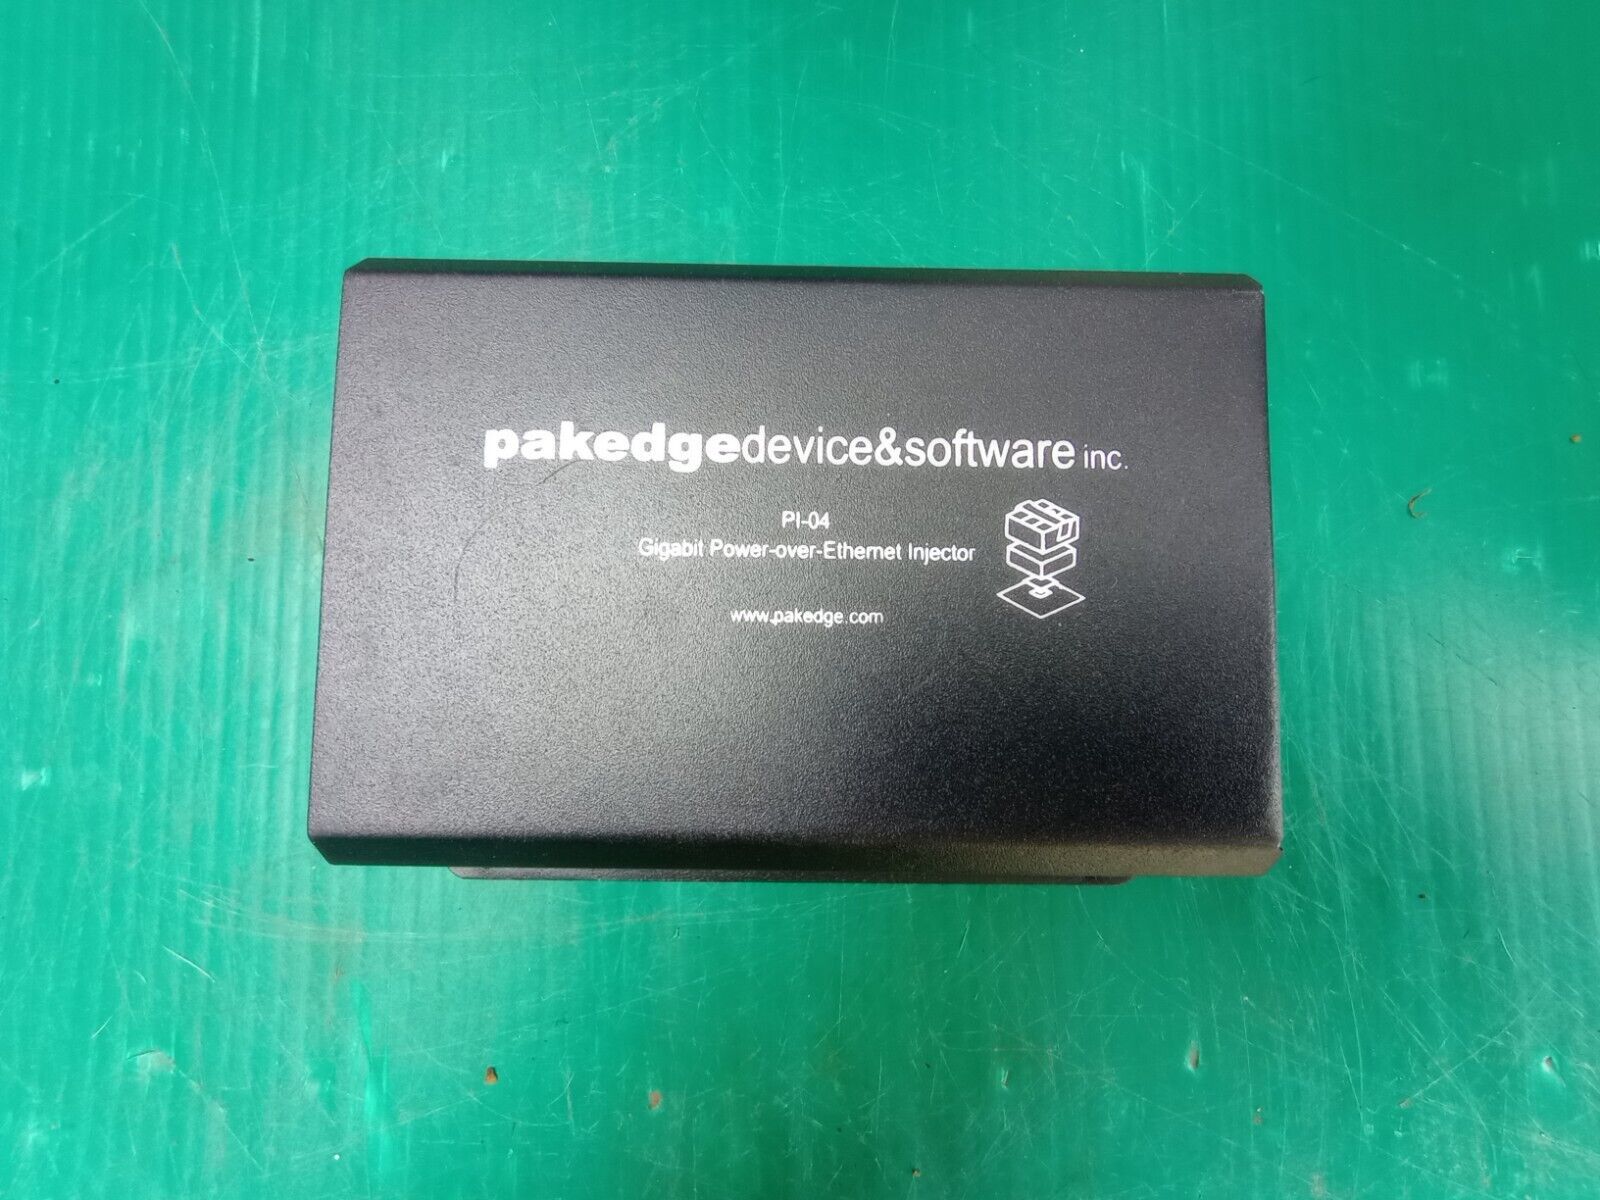 pakedgedevice&software inc.
PI-04
Gigabit Power-over-Ethernet Injector
www.pakedge.com